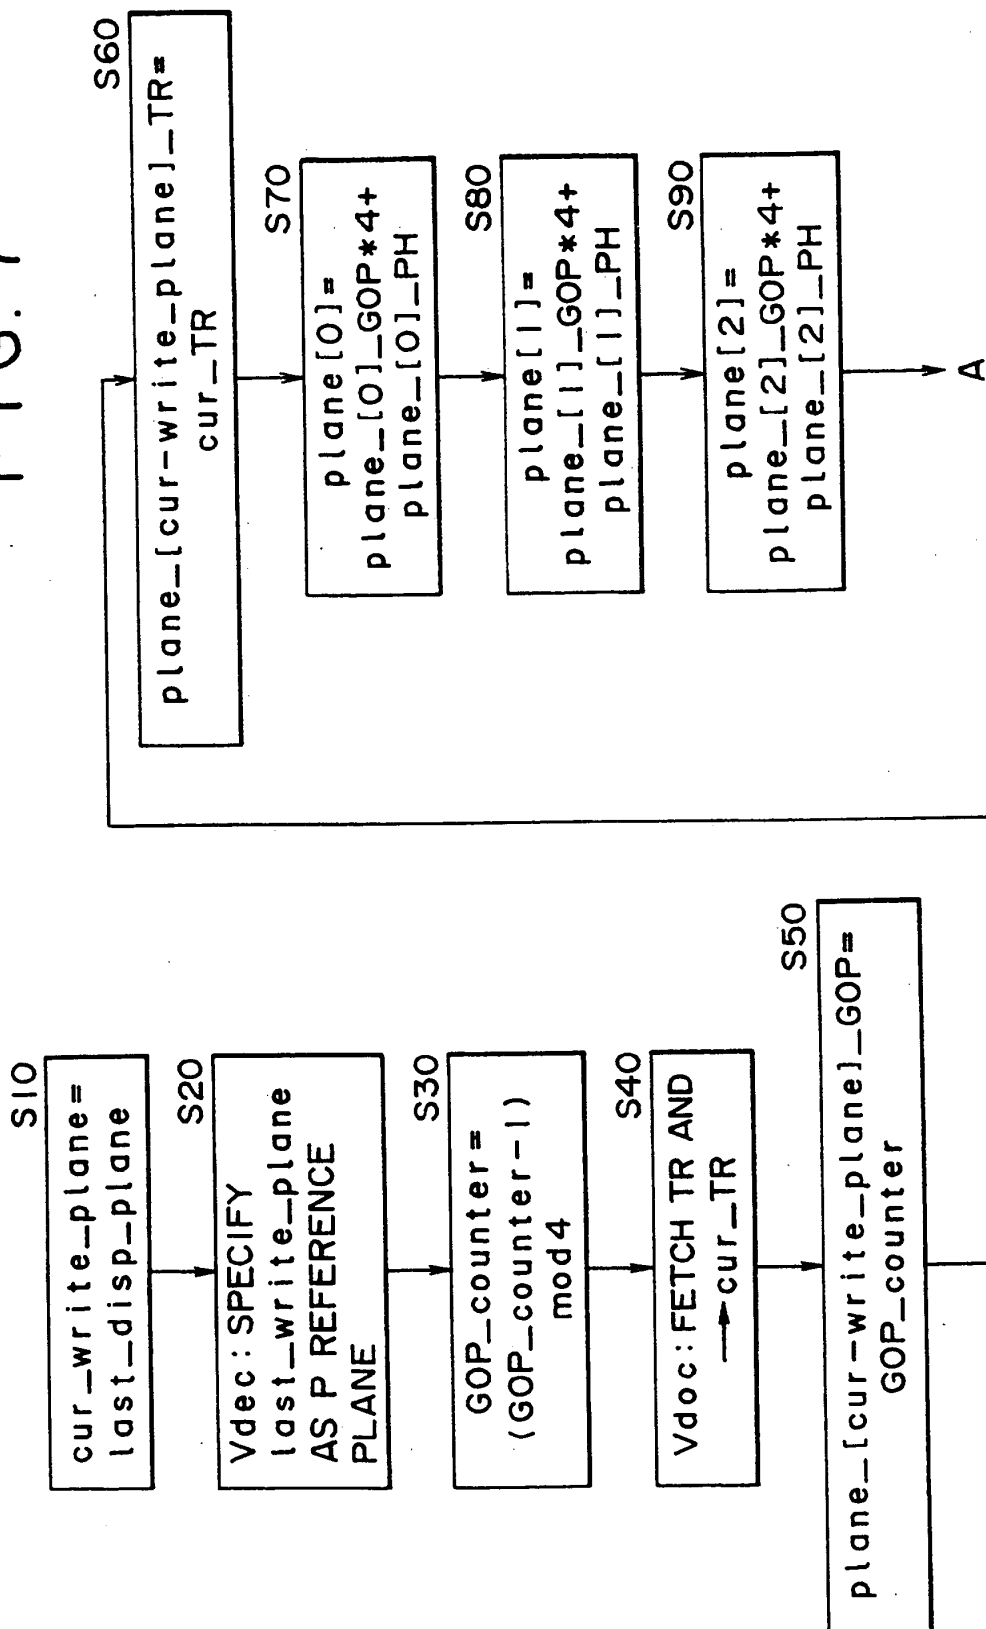 S10
cur_write_plane=
last_disp_plane
S20
Vdec:SPECIFY
last_write_plane
AS P REFERENCE
PLANE
S30
GOP_counter=
(GOP_counter-1)
mod4
S40
Vdoc:FETCH TR AND
→cur_TR
S50
plane_[cur-write_plane]_GOP=
GOP_counter
S60
plane_[cur-write_plane]_TR=
cur_TR
S70
plane[0]=
plane_[0]_GOP*4+
plane_[0]_PH
S80
plane[1]=
plane_[1]_GOP*4+
plane_[1]_PH
S90
plane[2]=
plane_[2]_GOP*4+
plane_[2]_PH
A